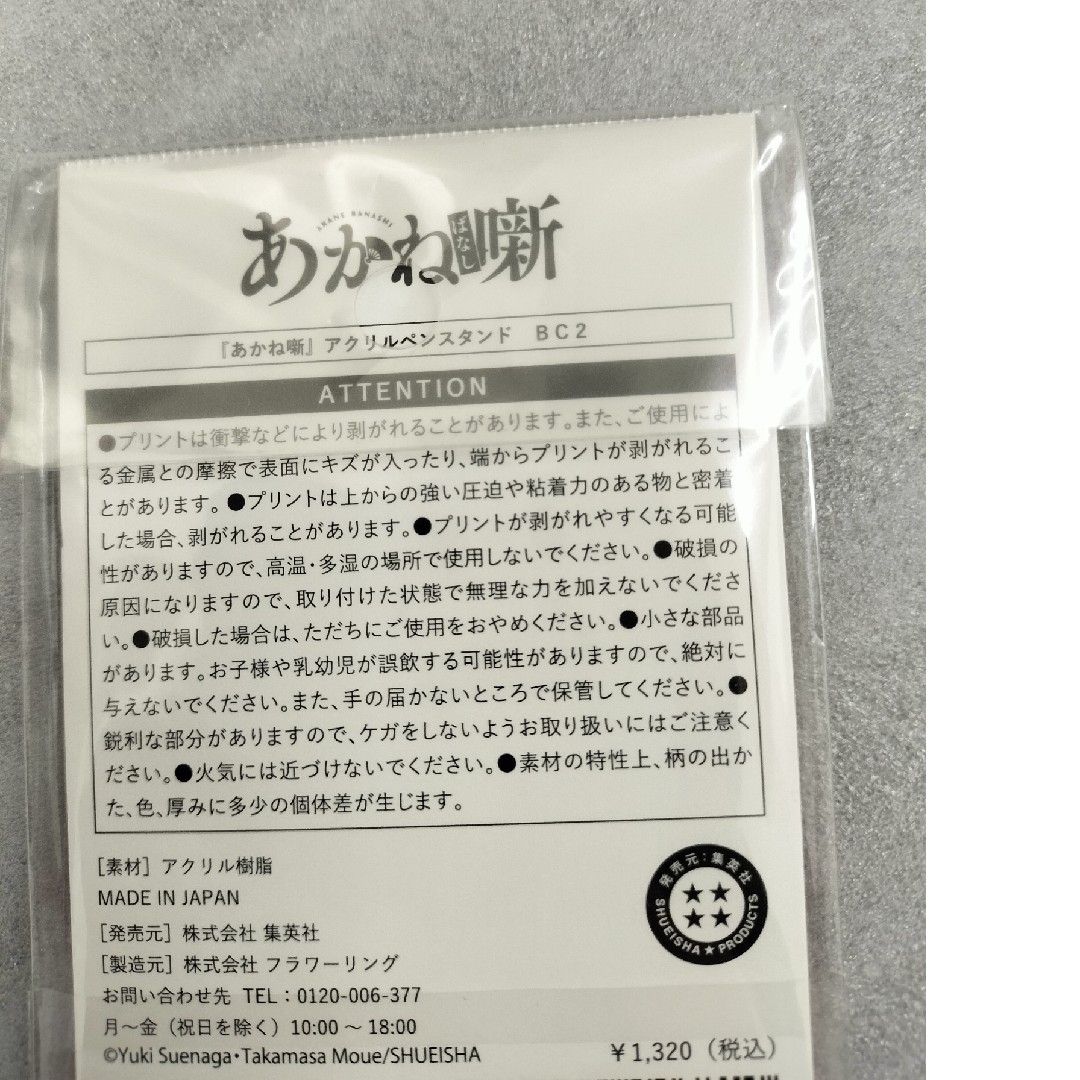 AKANE BANASHI
あかね噺
ばなし
『あかね噺』アクリルペンスタンド BC2
ATTENTION
●プリントは衝撃などにより剥がれることがあります。また、ご使用によ
る金属との摩擦で表面にキズが入ったり、端からプリントが剥がれるこ
とがあります。●プリントは上からの強い圧迫や粘着力のある物と密着
した場合、剥がれることがあります。●プリントが剥がれやすくなる可能
性がありますので、高温・多湿の場所で使用しないでください。●破損の
原因になりますので、取り付けた状態で無理な力を加えないでくださ
い。●破損した場合は、ただちにご使用をおやめください。●小さな部品
があります。お子様や乳幼児が誤飲する可能性がありますので、絶対に
与えないでください。また、手の届かないところで保管してください。●
鋭利な部分がありますので、ケガをしないようお取り扱いにはご注意く
ださい。●火気には近づけないでください。●素材の特性上、柄の出か
た、色、厚みに多少の個体差が生じます。
［素材］アクリル樹脂
MADE IN JAPAN
［発売元］株式会社 集英社
［製造元］株式会社 フラワーリング
お問い合わせ先 TEL：0120-006-377
月～金（祝日を除く）10:00 ～ 18:00
©Yuki Suenaga・Takamasa Moue/SHUEISHA
発売元：集英社
SHUEISHA★PRODUCTS
￥1,320（税込）